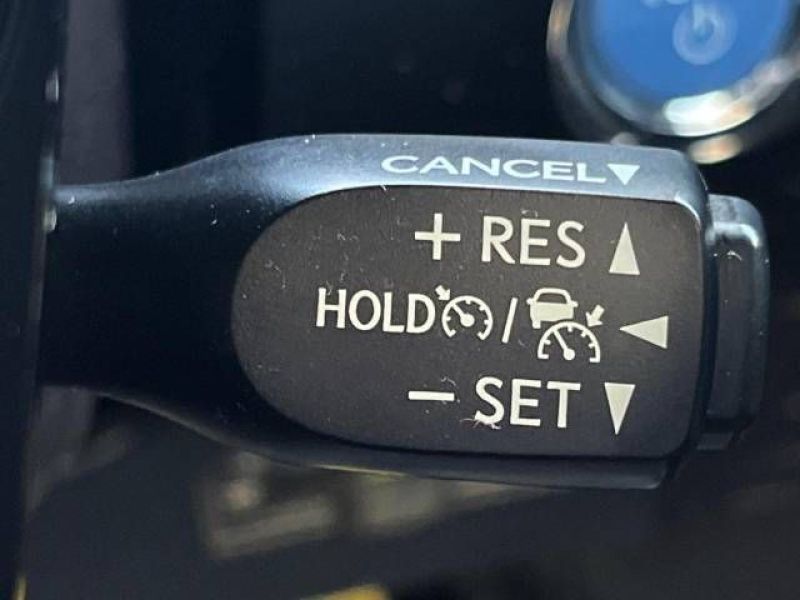 CANCEL▼
+ RES ▲
HOLD / ◀
− SET ▼